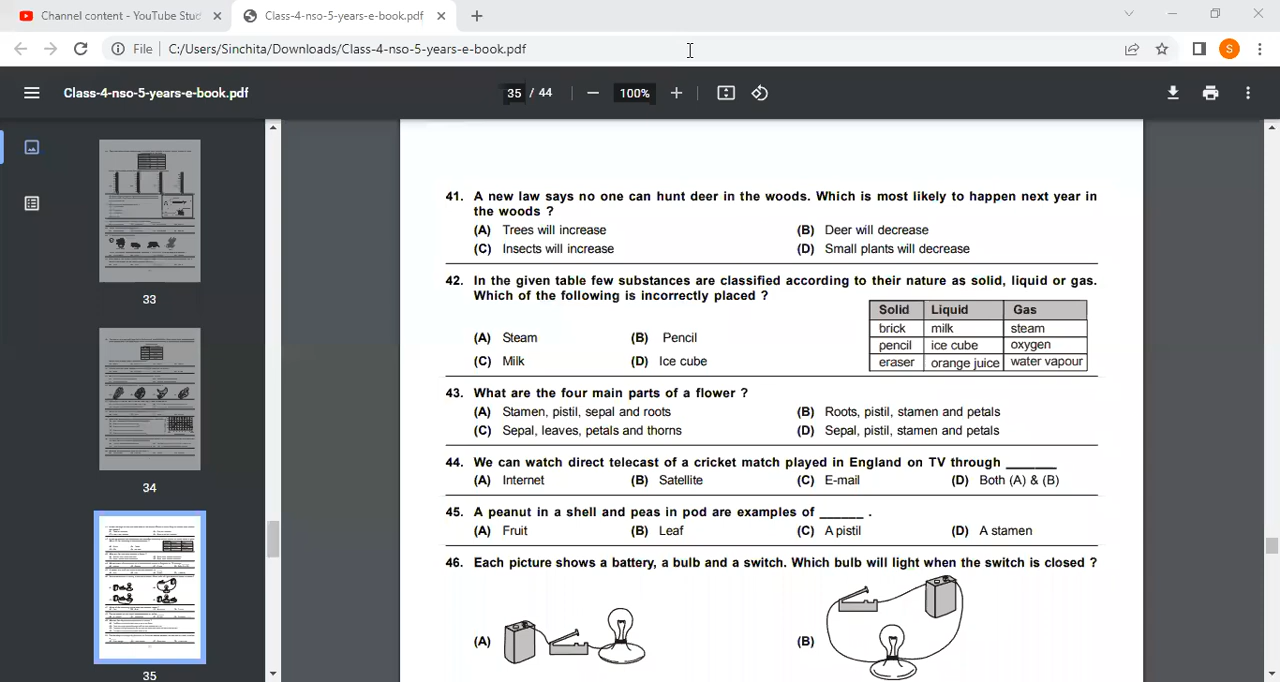 Channel content - YouTube Stud
Class-4-nso-5-years-e-book.pdf
File
C:/Users/Sinchita/Downloads/Class-4-nso-5-years-e-book.pdf
S
Class-4-nso-5-years-e-book.pdf
35 / 44
100%
33
34
35
41. A new law says no one can hunt deer in the woods. Which is most likely to happen next year in
the woods ?
(A) Trees will increase
(B) Deer will decrease
(C) Insects will increase
(D) Small plants will decrease
42. In the given table few substances are classified according to their nature as solid, liquid or gas.
Which of the following is incorrectly placed ?
(A) Steam
(B) Pencil
(C) Milk
(D) Ice cube
Solid Liquid Gas
brick milk steam
pencil ice cube oxygen
eraser orange juice water vapour
43. What are the four main parts of a flower ?
(A) Stamen, pistil, sepal and roots
(B) Roots, pistil, stamen and petals
(C) Sepal, leaves, petals and thorns
(D) Sepal, pistil, stamen and petals
44. We can watch direct telecast of a cricket match played in England on TV through _______
(A) Internet
(B) Satellite
(C) E-mail
(D) Both (A) & (B)
45. A peanut in a shell and peas in pod are examples of ______ .
(A) Fruit
(B) Leaf
(C) A pistil
(D) A stamen
46. Each picture shows a battery, a bulb and a switch. Which bulb will light when the switch is closed ?
(A)
(B)